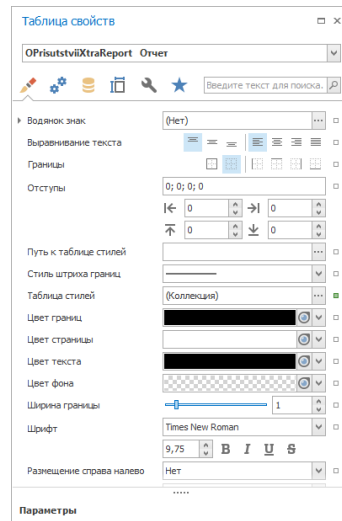 Таблица свойств
OPrisutstviiXtraReport Отчет
Введите текст для поиска.
Водянок знак (Нет)
Выравнивание текста
Границы
Отступы 0; 0; 0; 0
0 0
0 0
Путь к таблице стилей
Стиль штриха границ
Таблица стилей (Коллекция)
Цвет границ
Цвет страницы
Цвет текста
Цвет фона
Ширина границы 1
Шрифт Times New Roman
9,75 B I U S
Размещение справа налево Нет
Параметры